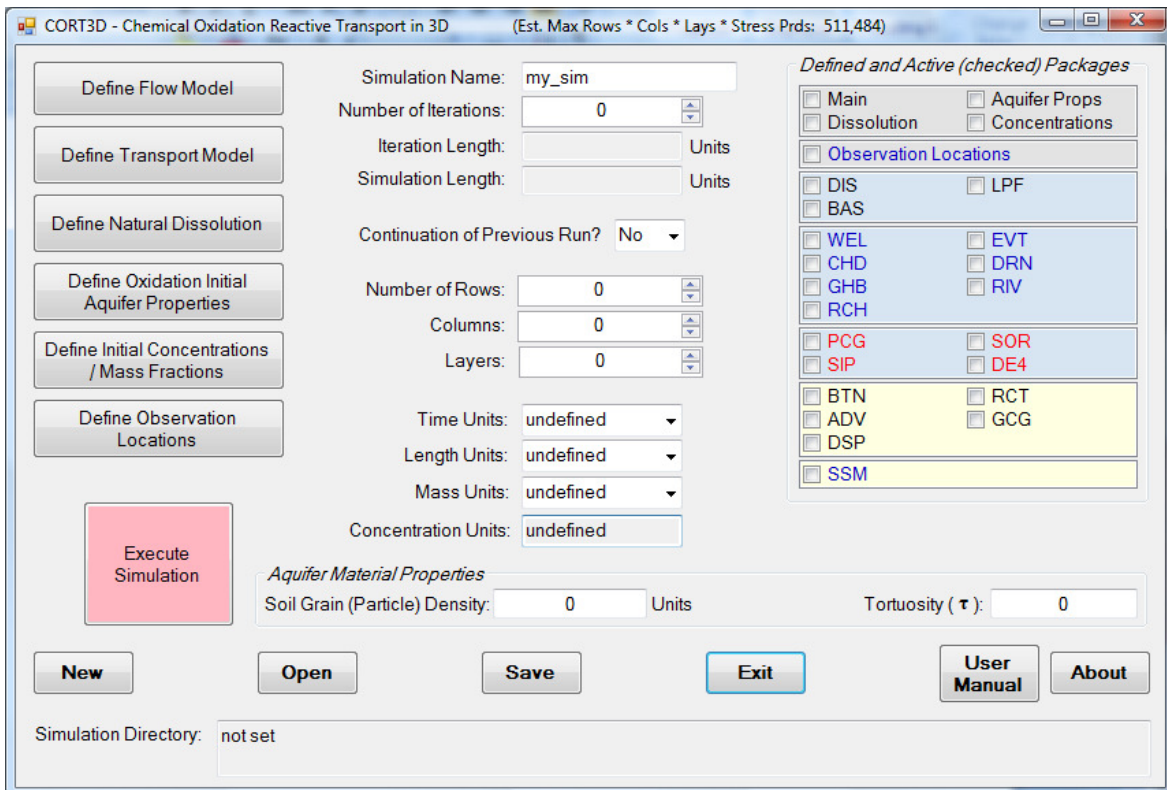 CORT3D - Chemical Oxidation Reactive Transport in 3D (Est. Max Rows * Cols * Lays * Stress Prds: 511,484)
Define Flow Model
Define Transport Model
Define Natural Dissolution
Define Oxidation Initial
Aquifer Properties
Define Initial Concentrations
/ Mass Fractions
Define Observation
Locations
Execute
Simulation
Simulation Name: my_sim
Number of Iterations: 0
Iteration Length: Units
Simulation Length: Units
Continuation of Previous Run? No
Number of Rows: 0
Columns: 0
Layers: 0
Time Units: undefined
Length Units: undefined
Mass Units: undefined
Concentration Units: undefined
Defined and Active (checked) Packages
Main Aquifer Props
Dissolution Concentrations
Observation Locations
DIS LPF
BAS
WEL EVT
CHD DRN
GHB RIV
RCH
PCG SOR
SIP DE4
BTN RCT
ADV GCG
DSP
SSM
Aquifer Material Properties
Soil Grain (Particle) Density: 0 Units Tortuosity ( τ ): 0
New Open Save Exit
User
Manual
About
Simulation Directory: not set